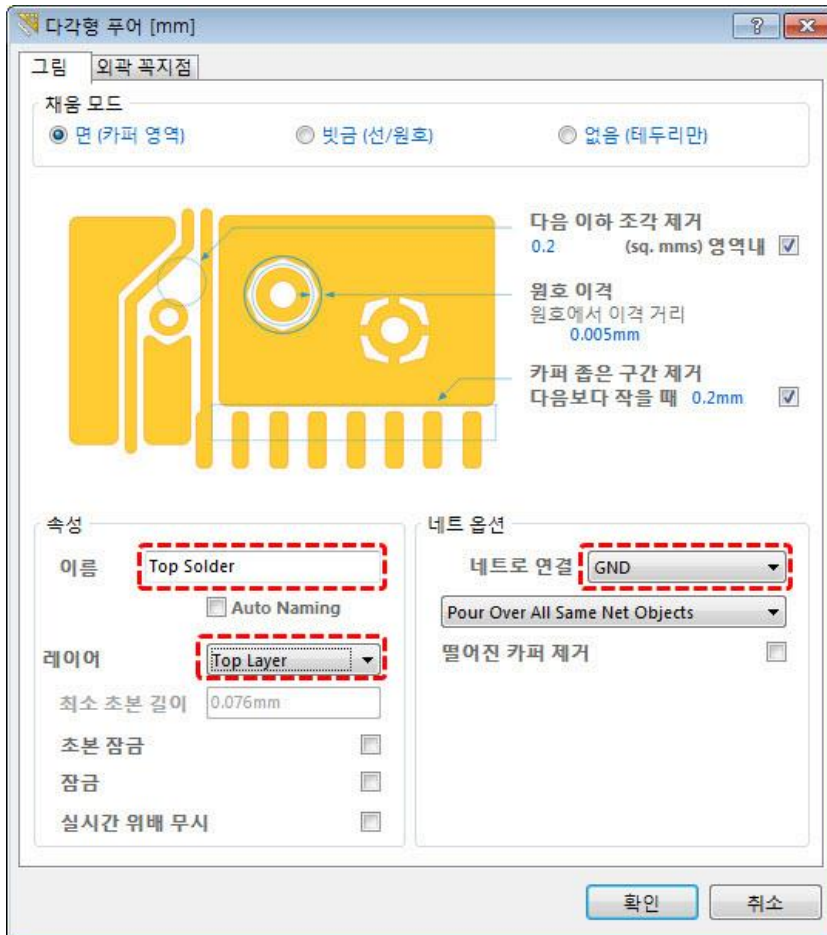 다각형 푸어 [mm]
그림 외곽 꼭지점
채움 모드
면 (카퍼 영역) 빗금 (선/원호) 없음 (테두리만)
다음 이하 조각 제거
0.2 (sq. mms) 영역내
원호 이격
원호에서 이격 거리
0.005mm
카퍼 좁은 구간 제거
다음보다 작을 때 0.2mm
속성
이름 Top Solder
Auto Naming
레이어 Top Layer
최소 초본 길이 0.076mm
초본 잠금
잠금
실시간 위배 무시
네트 옵션
네트로 연결 GND
Pour Over All Same Net Objects
떨어진 카퍼 제거
확인 취소